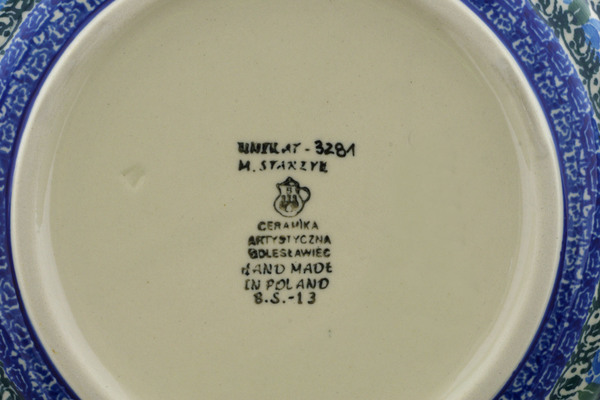 UNIKAT - 3281
M. STARZYK
CERAMIKA
ARTYSTYCZNA
BOLESŁAWIEC
HAND MADE
IN POLAND
B.S.-13